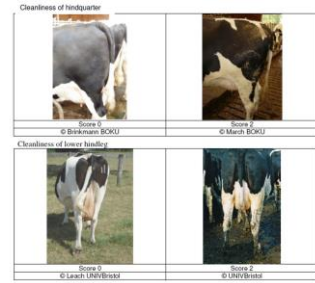 Cleanliness of hindquarter
Score 0
Score 2
© Brinkmann BOKU
© March BOKU
Cleanliness of lower hindleg
Score 0
Score 2
© Leach UNIVBristol
© UNIVBristol